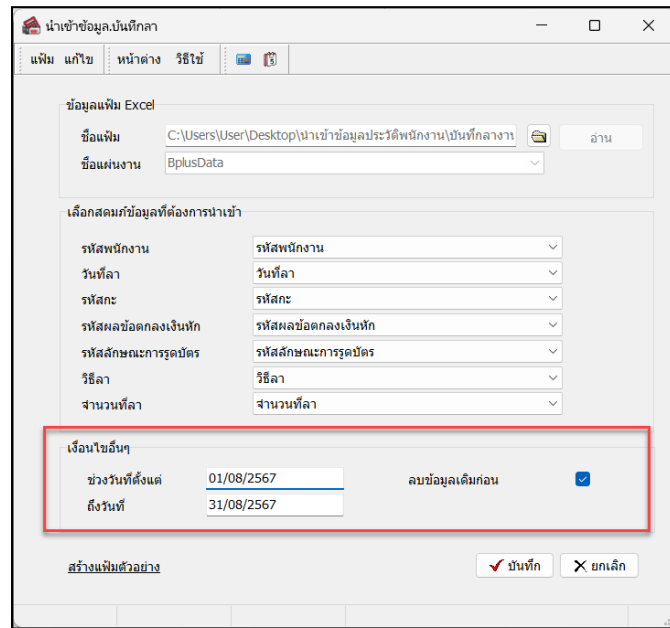 นำเข้าข้อมูล.บันทึกลา
แฟ้ม แก้ไข หน้าต่าง วิธีใช้
ข้อมูลแฟ้ม Excel
ชื่อแฟ้ม C:\Users\User\Desktop\นำเข้าข้อมูลประวัติพนักงาน\บันทึกลางาน อ่าน
ชื่อแผ่นงาน BplusData
เลือกสดมภ์ข้อมูลที่ต้องการนำเข้า
รหัสพนักงาน รหัสพนักงาน
วันที่ลา วันที่ลา
รหัสกะ รหัสกะ
รหัสผลข้อตกลงเงินหัก รหัสผลข้อตกลงเงินหัก
รหัสลักษณะการรูดบัตร รหัสลักษณะการรูดบัตร
วิธีลา วิธีลา
จำนวนที่ลา จำนวนที่ลา
เงื่อนไขอื่นๆ
ช่วงวันที่ตั้งแต่ 01/08/2567 ลบข้อมูลเดิมก่อน
ถึงวันที่ 31/08/2567
สร้างแฟ้มตัวอย่าง บันทึก ยกเลิก